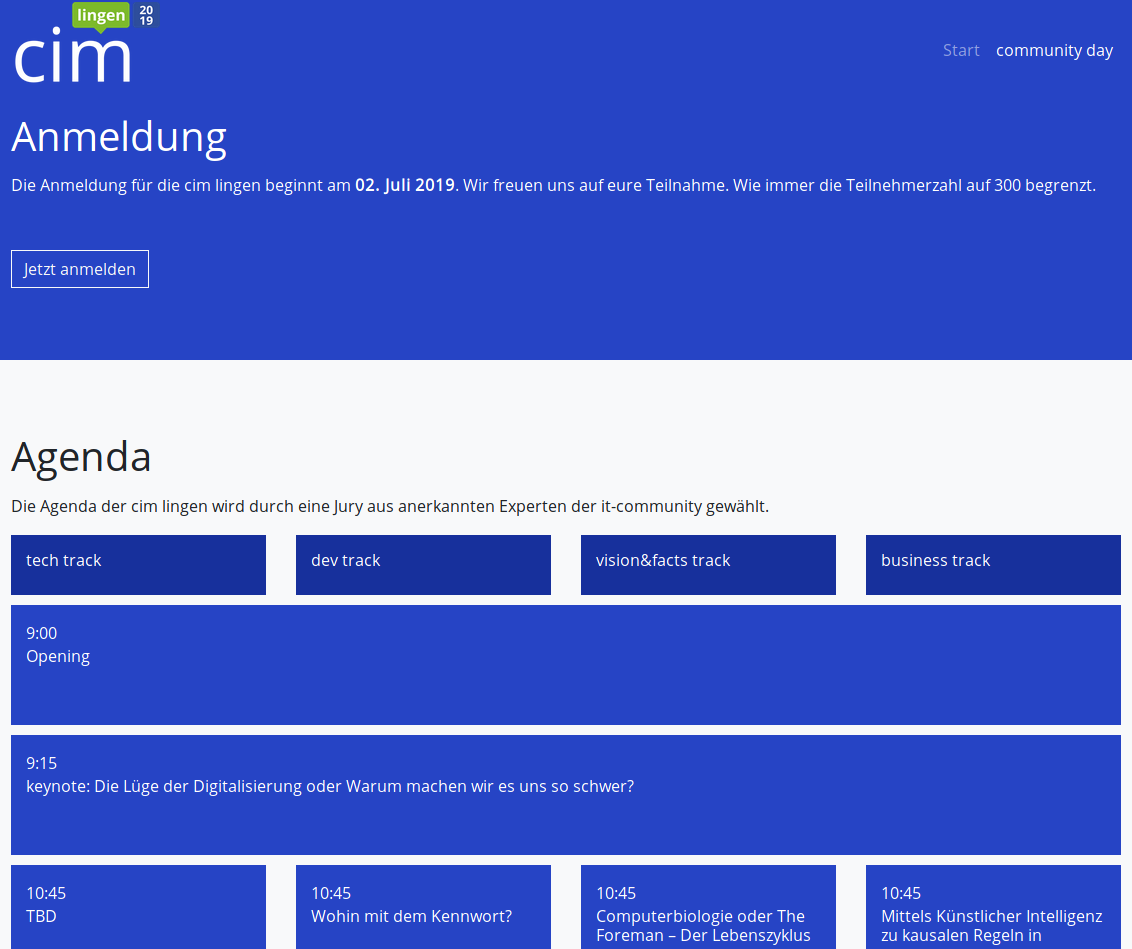 lingen
20
19
cim
Start community day
Anmeldung
Die Anmeldung für die cim lingen beginnt am 02. Juli 2019. Wir freuen uns auf eure Teilnahme. Wie immer die Teilnehmerzahl auf 300 begrenzt.
Jetzt anmelden
Agenda
Die Agenda der cim lingen wird durch eine Jury aus anerkannten Experten der it-community gewählt.
tech track
dev track
vision&facts track
business track
9:00
Opening
9:15
keynote: Die Lüge der Digitalisierung oder Warum machen wir es uns so schwer?
10:45
TBD
10:45
Wohin mit dem Kennwort?
10:45
Computerbiologie oder The
Foreman – Der Lebenszyklus
10:45
Mittels Künstlicher Intelligenz
zu kausalen Regeln in